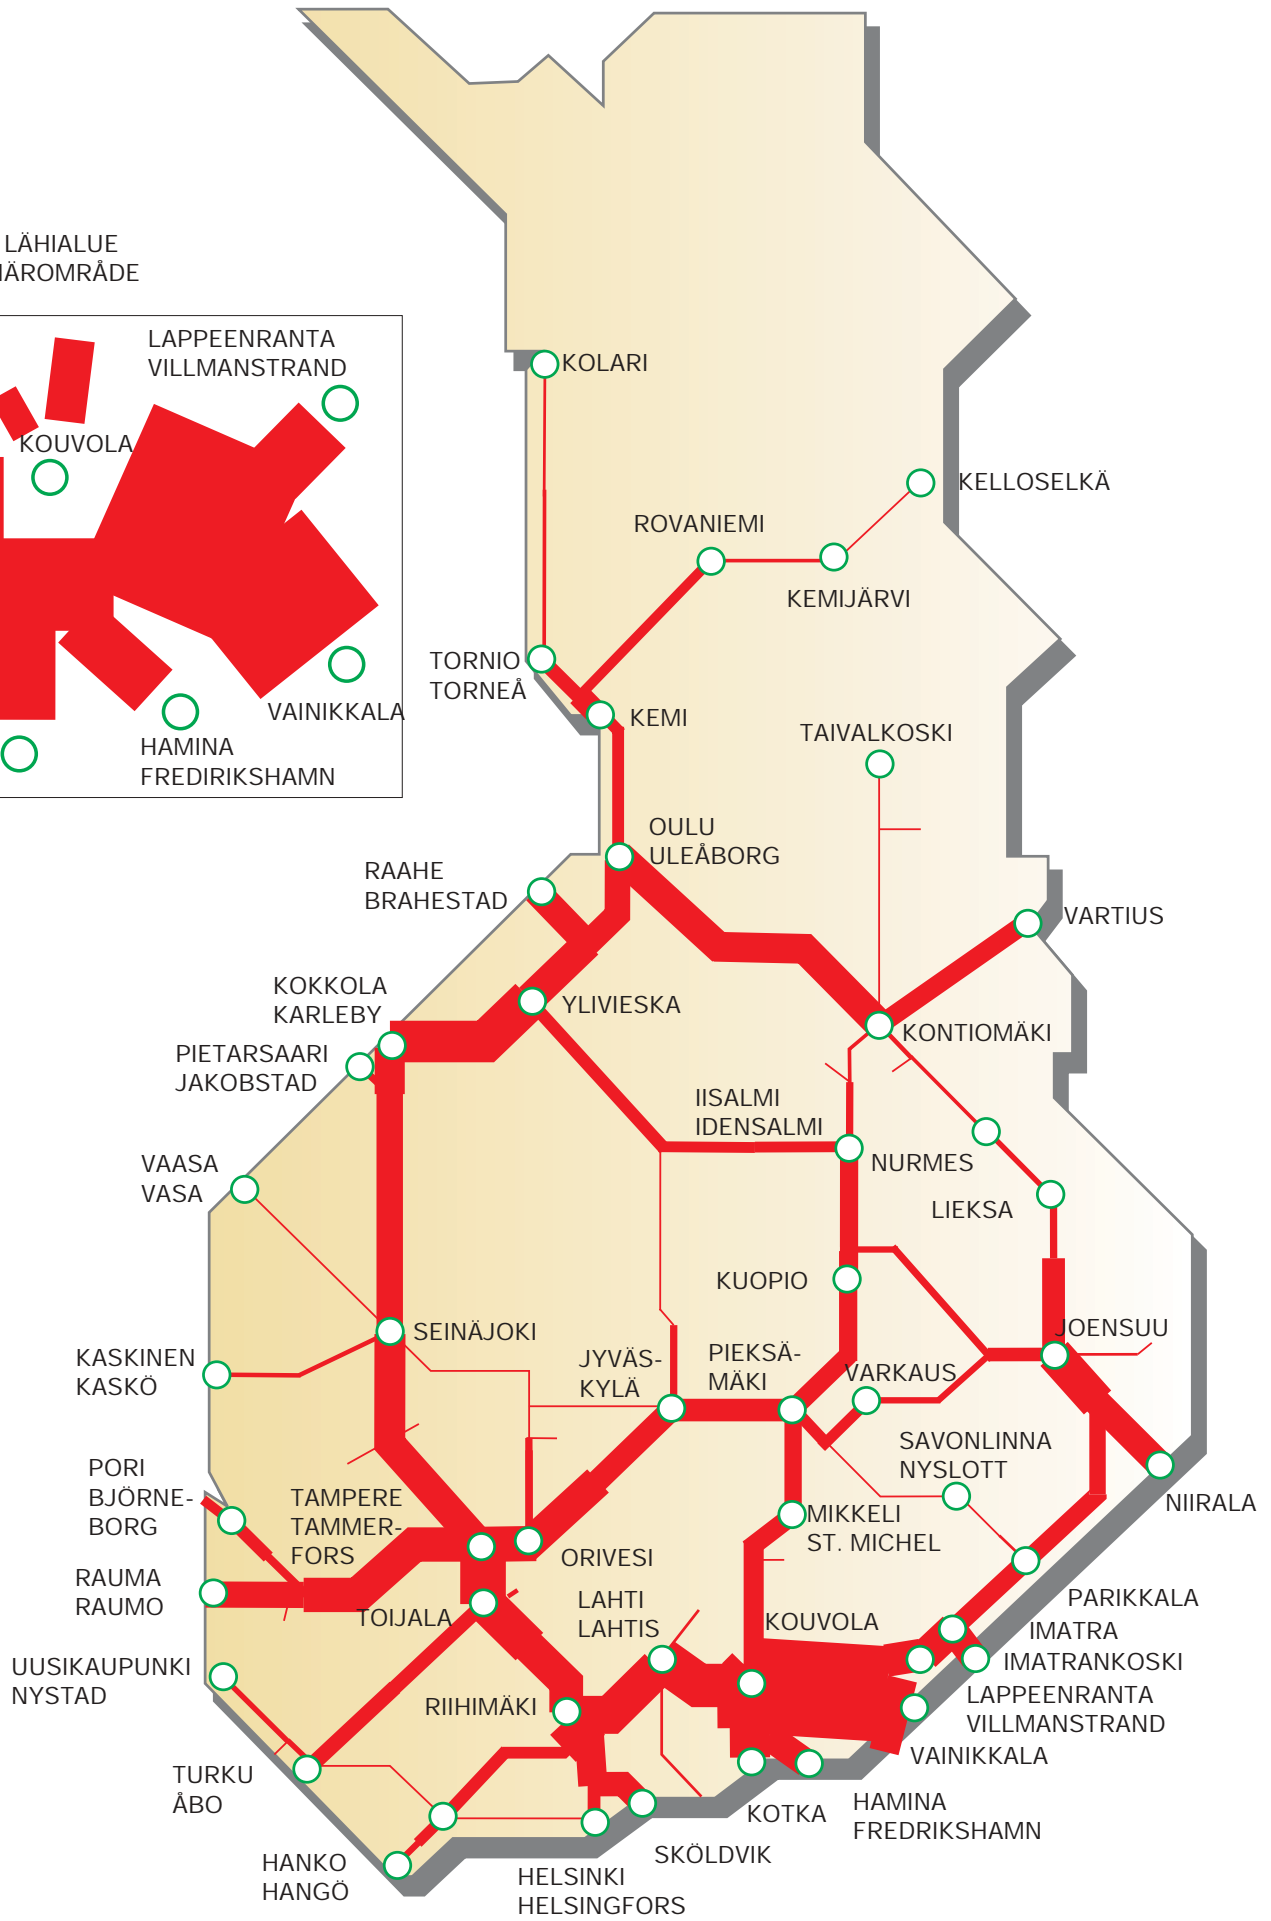 LÄHIALUE
ÄROMRÅDE
LAPPEENRANTA
VILLMANSTRAND
KOUVOLA
VAINIKKALA
HAMINA
FREDIRIKSHAMN
KOLARI
KELLOSELKÄ
ROVANIEMI
KEMIJÄRVI
TORNIO
TORNEÅ
KEMI
TAIVALKOSKI
OULU
ULEÅBORG
RAAHE
BRAHESTAD
VARTIUS
KOKKOLA
KARLEBY
YLIVIESKA
KONTIOMÄKI
PIETARSAARI
JAKOBSTAD
IISALMI
IDENSALMI
VAASA
VASA
NURMES
LIEKSA
KUOPIO
SEINÄJOKI
JOENSUU
KASKINEN
KASKÖ
JYVÄS-
KYLÄ
PIEKSÄ-
MÄKI
VARKAUS
SAVONLINNA
NYSLOTT
PORI
BJÖRNE-
BORG
TAMPERE
TAMMER-
FORS
NIIRALA
MIKKELI
ST. MICHEL
ORIVESI
RAUMA
RAUMO
TOIJALA
LAHTI
LAHTIS
KOUVOLA
PARIKKALA
IMATRA
IMATRANKOSKI
UUSIKAUPUNKI
NYSTAD
LAPPEENRANTA
VILLMANSTRAND
RIIHIMÄKI
VAINIKKALA
TURKU
ÅBO
KOTKA
HAMINA
FREDRIKSHAMN
SKÖLDVIK
HANKO
HANGÖ
HELSINKI
HELSINGFORS